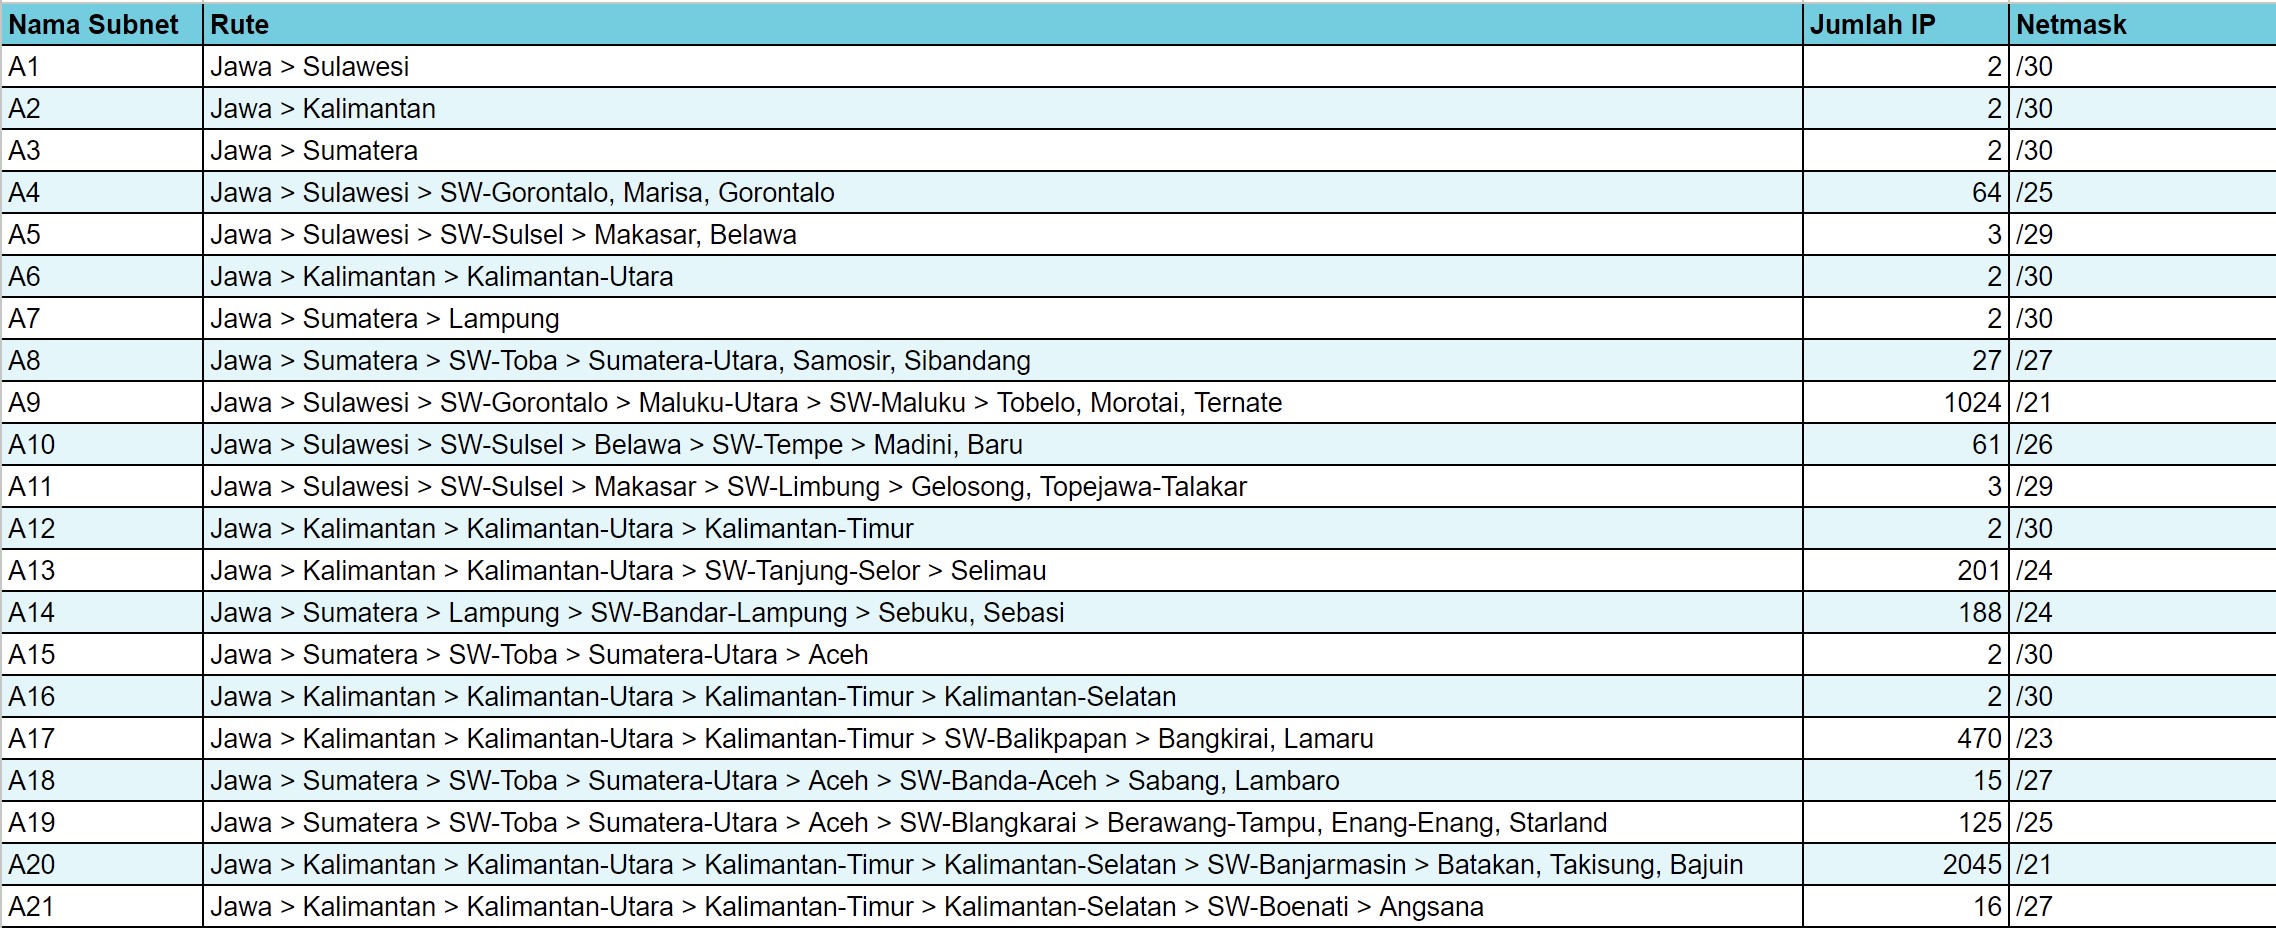 Nama Subnet Rute Jumlah IP Netmask
A1 Jawa > Sulawesi 2 /30
A2 Jawa > Kalimantan 2 /30
A3 Jawa > Sumatera 2 /30
A4 Jawa > Sulawesi > SW-Gorontalo, Marisa, Gorontalo 64 /25
A5 Jawa > Sulawesi > SW-Sulsel > Makasar, Belawa 3 /29
A6 Jawa > Kalimantan > Kalimantan-Utara 2 /30
A7 Jawa > Sumatera > Lampung 2 /30
A8 Jawa > Sumatera > SW-Toba > Sumatera-Utara, Samosir, Sibandang 27 /27
A9 Jawa > Sulawesi > SW-Gorontalo > Maluku-Utara > SW-Maluku > Tobelo, Morotai, Ternate 1024 /21
A10 Jawa > Sulawesi > SW-Sulsel > Belawa > SW-Tempe > Madini, Baru 61 /26
A11 Jawa > Sulawesi > SW-Sulsel > Makasar > SW-Limbung > Gelosong, Topejawa-Talakar 3 /29
A12 Jawa > Kalimantan > Kalimantan-Utara > Kalimantan-Timur 2 /30
A13 Jawa > Kalimantan > Kalimantan-Utara > SW-Tanjung-Selor > Selimau 201 /24
A14 Jawa > Sumatera > Lampung > SW-Bandar-Lampung > Sebuku, Sebasi 188 /24
A15 Jawa > Sumatera > SW-Toba > Sumatera-Utara > Aceh 2 /30
A16 Jawa > Kalimantan > Kalimantan-Utara > Kalimantan-Timur > Kalimantan-Selatan 2 /30
A17 Jawa > Kalimantan > Kalimantan-Utara > Kalimantan-Timur > SW-Balikpapan > Bangkirai, Lamaru 470 /23
A18 Jawa > Sumatera > SW-Toba > Sumatera-Utara > Aceh > SW-Banda-Aceh > Sabang, Lambaro 15 /27
A19 Jawa > Sumatera > SW-Toba > Sumatera-Utara > Aceh > SW-Blangkarai > Berawang-Tampu, Enang-Enang, Starland 125 /25
A20 Jawa > Kalimantan > Kalimantan-Utara > Kalimantan-Timur > Kalimantan-Selatan > SW-Banjarmasin > Batakan, Takisung, Bajuin 2045 /21
A21 Jawa > Kalimantan > Kalimantan-Utara > Kalimantan-Timur > Kalimantan-Selatan > SW-Boenati > Angsana 16 /27